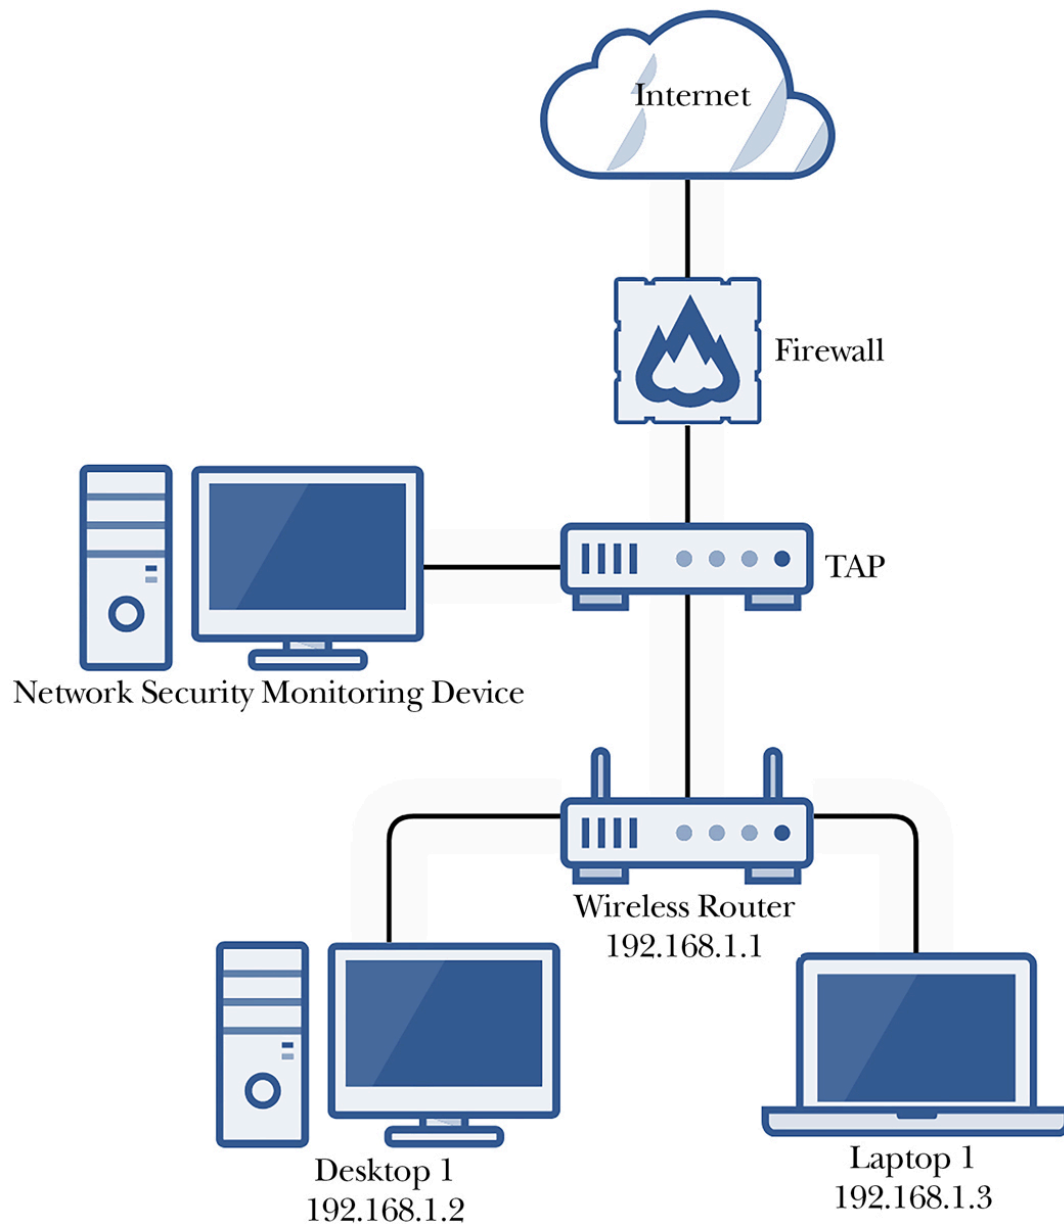 Internet
Firewall
TAP
Network Security Monitoring Device
Wireless Router
192.168.1.1
Desktop 1
192.168.1.2
Laptop 1
192.168.1.3